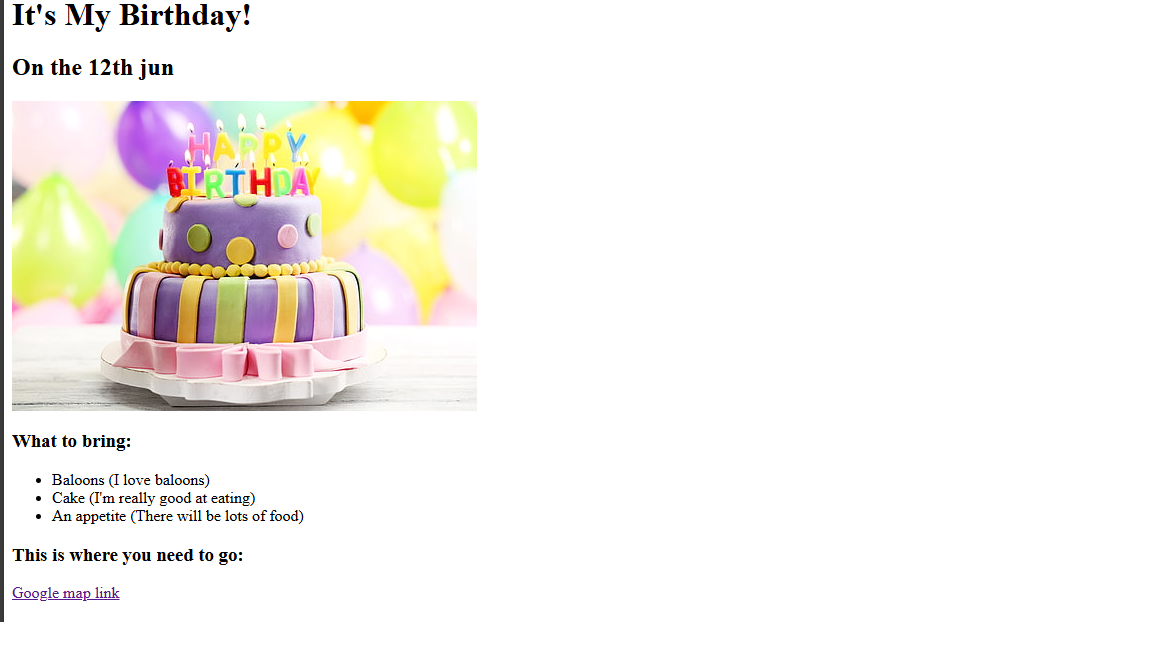 It's My Birthday!
On the 12th jun
HAPPY
BIRTHDAY
What to bring:
Baloons (I love baloons)
Cake (I'm really good at eating)
An appetite (There will be lots of food)
This is where you need to go:
Google map link